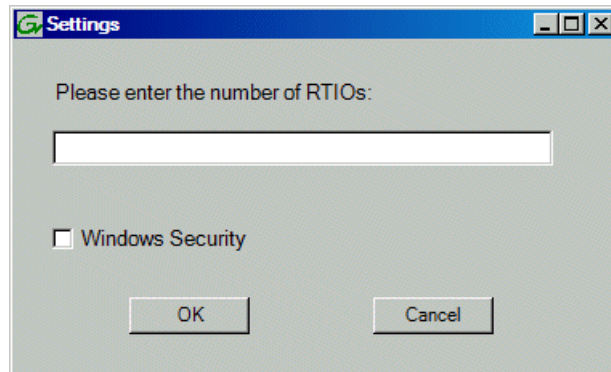 Settings
Please enter the number of RTIOs:
Windows Security
OK
Cancel